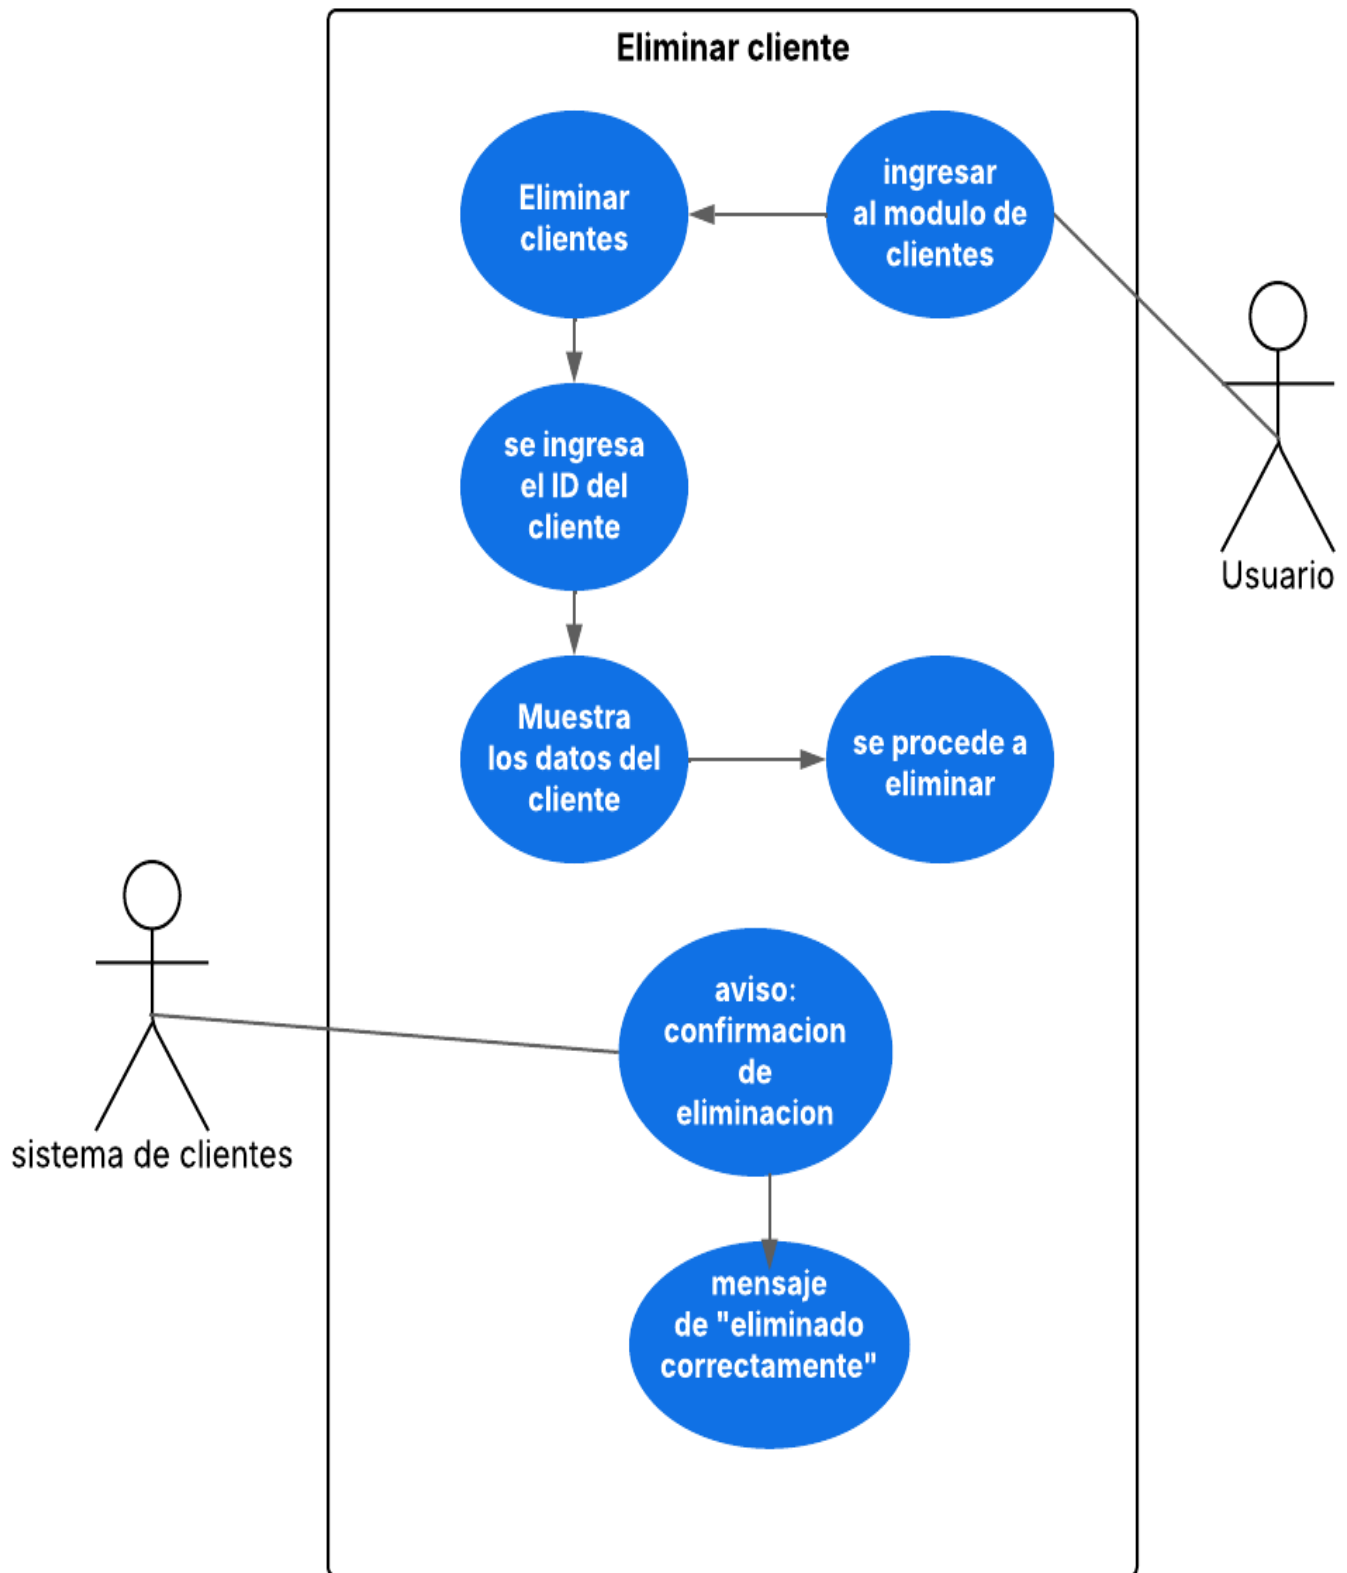 Eliminar cliente
Eliminar
clientes
ingresar
al modulo de
clientes
se ingresa
el ID del
cliente
Usuario
Muestra
los datos del
cliente
se procede a
eliminar
aviso:
confirmacion
de
eliminacion
sistema de clientes
mensaje
de "eliminado
correctamente"